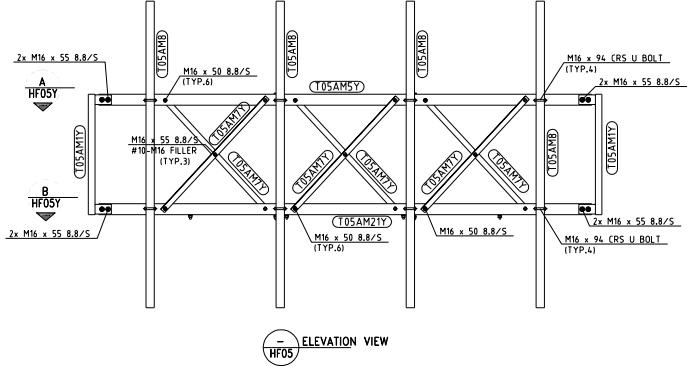 2x M16 x 55 8.8/S
A
HF05Y
T05AM1Y
M16 x 50 8.8/S
(TYP.6)
T05AM8
T05AM8
T05AM5Y
T05AM8
M16 x 94 CRS U BOLT
(TYP.4)
2x M16 x 55 8.8/S
T05AM7Y
M16 x 55 8.8/S
#10-M16 FILLER
(TYP.3)
T05AM7Y
T05AM7Y
T05AM7Y
T05AM7Y
T05AM7Y
T05AM8
T05AM1Y
B
HF05Y
2x M16 x 55 8.8/S
T05AM21Y
M16 x 50 8.8/S
(TYP.6)
M16 x 50 8.8/S
2x M16 x 55 8.8/S
M16 x 94 CRS U BOLT
(TYP.4)
-
HF05
ELEVATION VIEW